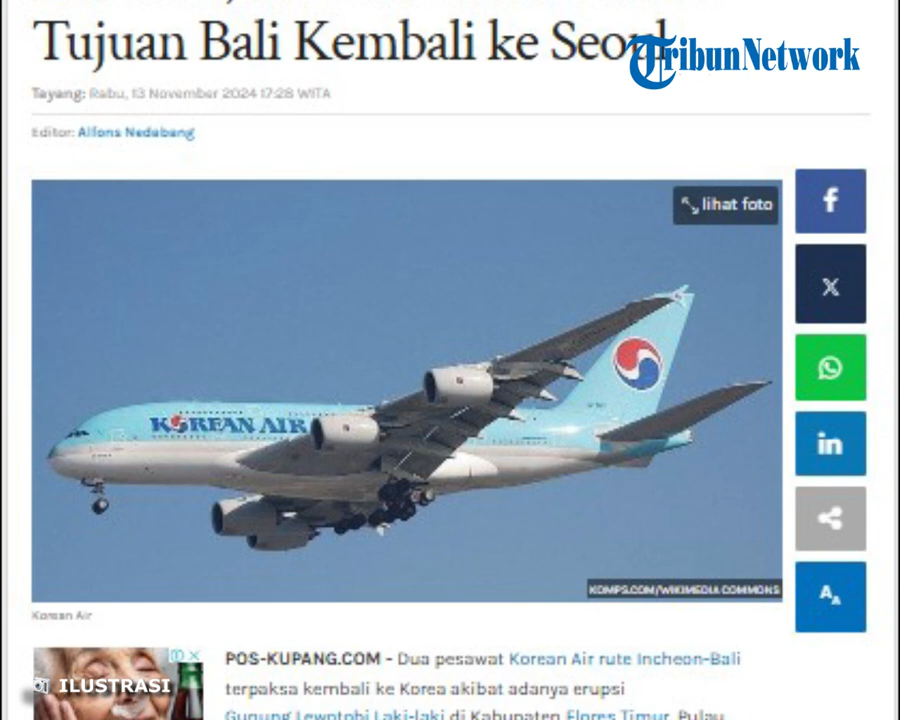 Tujuan Bali Kembali ke Seoul
TribunNetwork
Tayang: Rabu, 13 November 2024 17:28 WITA
Editor: Alfons Nedabang
lihat foto
KOREAN AIR
KOMPS.COM/WIKIMEDIA COMMONS
Korean Air
POS-KUPANG.COM - Dua pesawat Korean Air rute Incheon-Bali
ILUSTRASI
terpaksa kembali ke Korea akibat adanya erupsi
Gunung Lewotobi Laki-laki di Kabupaten Flores Timur, Pulau